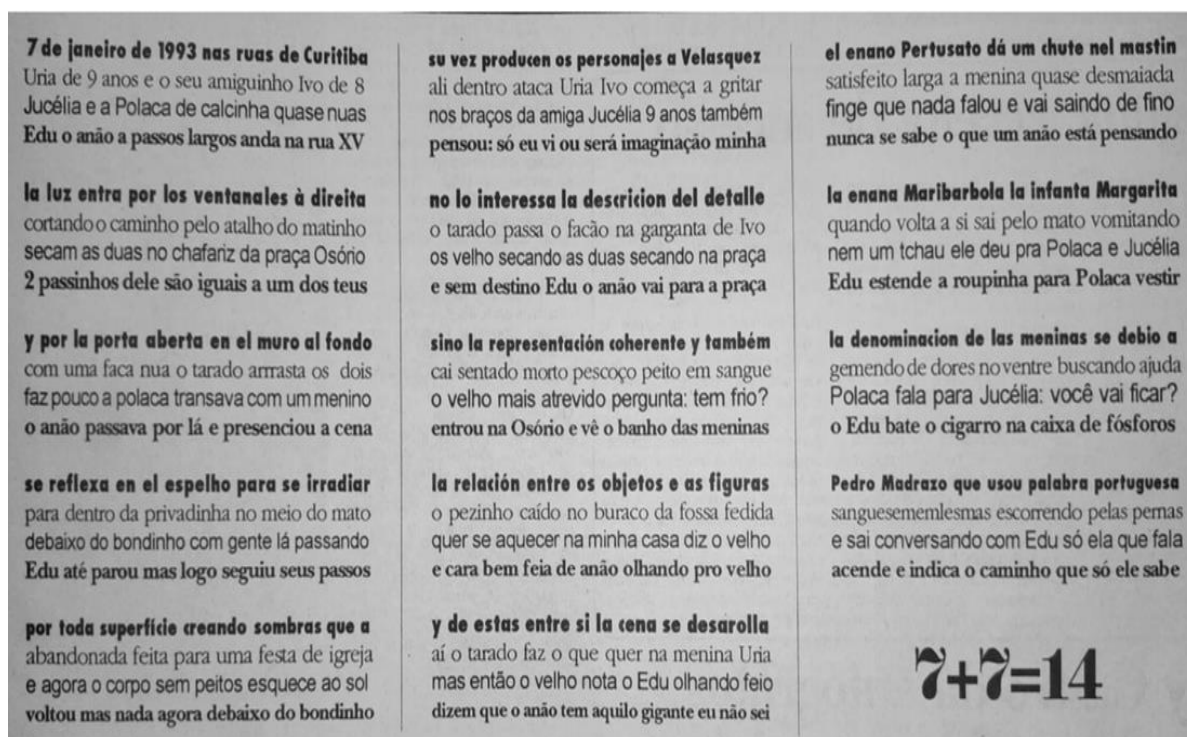 7 de janeiro de 1993 nas ruas de Curitiba
Uria de 9 anos e o seu amiguinho Ivo de 8
Jucélia e a Polaca de calcinha quase nuas
Edu o anão a passos largos anda na rua XV
la luz entra por los ventanales à direita
cortando o caminho pelo atalho do matinho
secam as duas no chafariz da praça Osório
2 passinhos dele são iguais a um dos teus
y por la porta aberta en el muro al fondo
com uma faca nua o tarado arrrasta os dois
faz pouco a polaca transava com um menino
o anão passava por lá e presenciou a cena
se reflexa en el espelho para se irradiar
para dentro da privadinha no meio do mato
debaixo do bondinho com gente lá passando
Edu até parou mas logo seguiu seus passos
por toda superfície creando sombras que a
abandonada feita para uma festa de igreja
e agora o corpo sem peitos esquece ao sol
voltou mas nada agora debaixo do bondinho
su vez producen os personajes a Velasquez
ali dentro ataca Uria Ivo começa a gritar
nos braços da amiga Jucélia 9 anos também
pensou: só eu vi ou será imaginação minha
no lo interessa la descricion del detalle
o tarado passa o facão na garganta de Ivo
os velho secando as duas secando na praça
e sem destino Edu o anão vai para a praça
sino la representación coherente y também
cai sentado morto pescoço peito em sangue
o velho mais atrevido pergunta: tem frio?
entrou na Osório e vê o banho das meninas
la relación entre os objetos e as figuras
o pezinho caído no buraco da fossa fedida
quer se aquecer na minha casa diz o velho
e cara bem feia de anão olhando pro velho
y de estas entre si la cena se desarolla
aí o tarado faz o que quer na menina Uria
mas então o velho nota o Edu olhando feio
dizem que o anão tem aquilo gigante eu não sei
el enano Pertusato dá um chute nel mastin
satisfeito larga a menina quase desmaiada
finge que nada falou e vai saindo de fino
nunca se sabe o que um anão está pensando
la enana Maribarbola la infanta Margarita
quando volta a si sai pelo mato vomitando
nem um tchau ele deu pra Polaca e Jucélia
Edu estende a roupinha para Polaca vestir
la denominacion de las meninas se debio a
gemendo de dores no ventre buscando ajuda
Polaca fala para Jucélia: você vai ficar?
o Edu bate o cigarro na caixa de fósforos
Pedro Madrazo que usou palabra portuguesa
sanguesememlesmas escorrendo pelas pernas
e sai conversando com Edu só ela que fala
acende e indica o caminho que só ele sabe
7+7=14